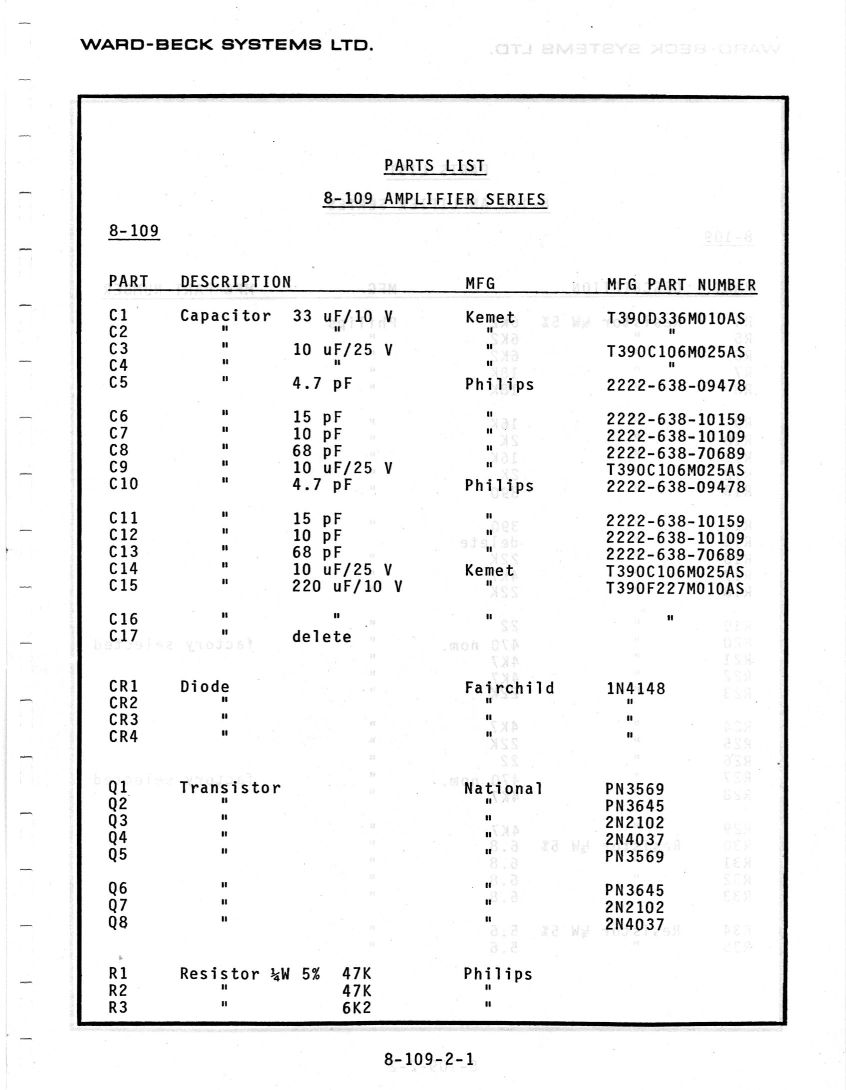 WARD-BECK SYSTEMS LTD.
PARTS LIST
8-109 AMPLIFIER SERIES
8-109
PART DESCRIPTION MFG MFG PART NUMBER
C1 Capacitor 33 uF/10 V Kemet T390D336M010AS
C2 " " " "
C3 " 10 uF/25 V " T390C106M025AS
C4 " " " "
C5 " 4.7 pF Philips 2222-638-09478
C6 " 15 pF " 2222-638-10159
C7 " 10 pF " 2222-638-10109
C8 " 68 pF " 2222-638-70689
C9 " 10 uF/25 V " T390C106M025AS
C10 " 4.7 pF Philips 2222-638-09478
C11 " 15 pF " 2222-638-10159
C12 " 10 pF " 2222-638-10109
C13 " 68 pF " 2222-638-70689
C14 " 10 uF/25 V Kemet T390C106M025AS
C15 " 220 uF/10 V " T390F227M010AS
C16 " " " "
C17 " delete
CR1 Diode Fairchild 1N4148
CR2 " " "
CR3 " " "
CR4 " " "
Q1 Transistor National PN3569
Q2 " " PN3645
Q3 " " 2N2102
Q4 " " 2N4037
Q5 " " PN3569
Q6 " " PN3645
Q7 " " 2N2102
Q8 " " 2N4037
R1 Resistor ¼W 5% 47K Philips
R2 " 47K "
R3 " 6K2 "
8-109-2-1